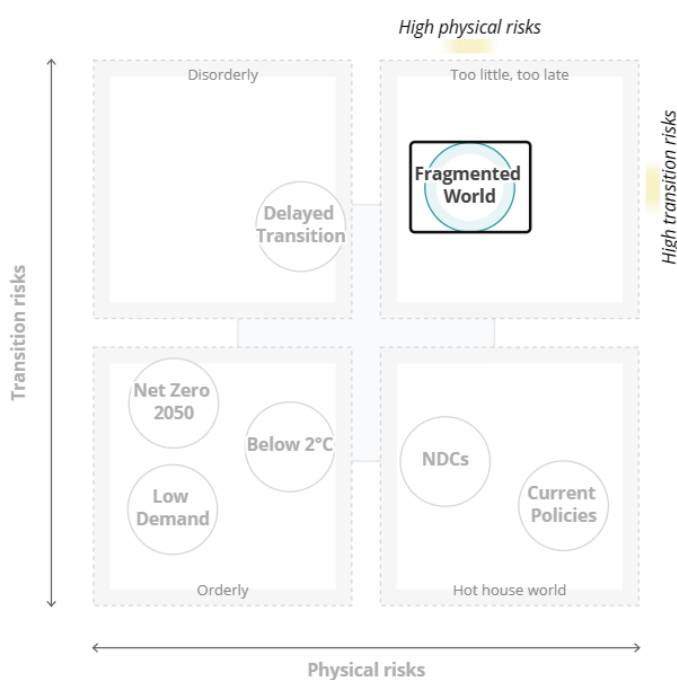 High physical risks
Disorderly
Too little, too late
High transition risks
Fragmented
World
Delayed
Transition
Transition risks
Net Zero
2050
Below 2°C
NDCs
Low
Demand
Current
Policies
Orderly
Hot house world
Physical risks